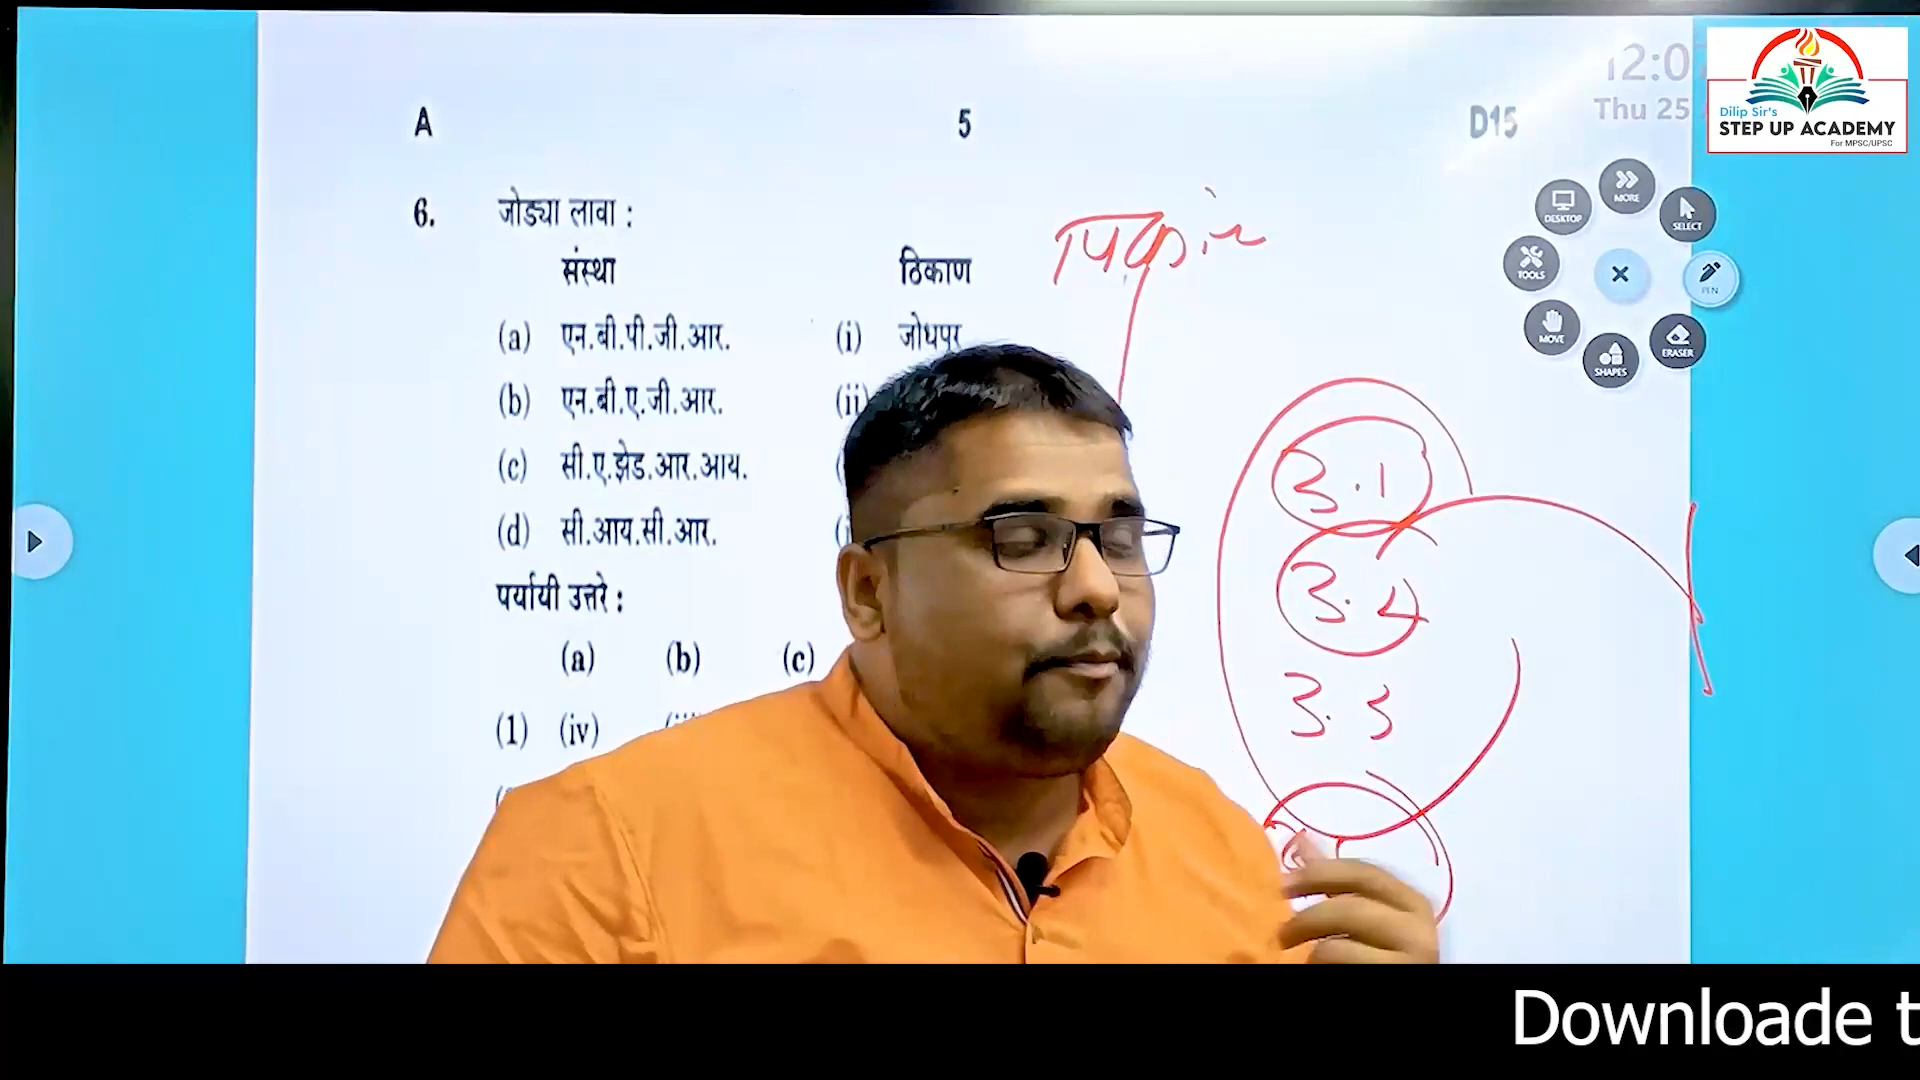 12:07
Thu 25
Dilip Sir's
STEP UP ACADEMY
For MPSC/UPSC
A 5 D15
6. जोड्या लावा :
संस्था ठिकाण
(a) एन.बी.पी.जी.आर. (i) जोधपूर
(b) एन.बी.ए.जी.आर. (ii)
(c) सी.ए.झेड.आर.आय.
(d) सी.आय.सी.आर.
पर्यायी उत्तरे :
(a) (b) (c)
(1) (iv)
3.1
3.4
3.3
MORE
DESKTOP
SELECT
TOOLS
PEN
MOVE
ERASER
SHAPES
Downloade t